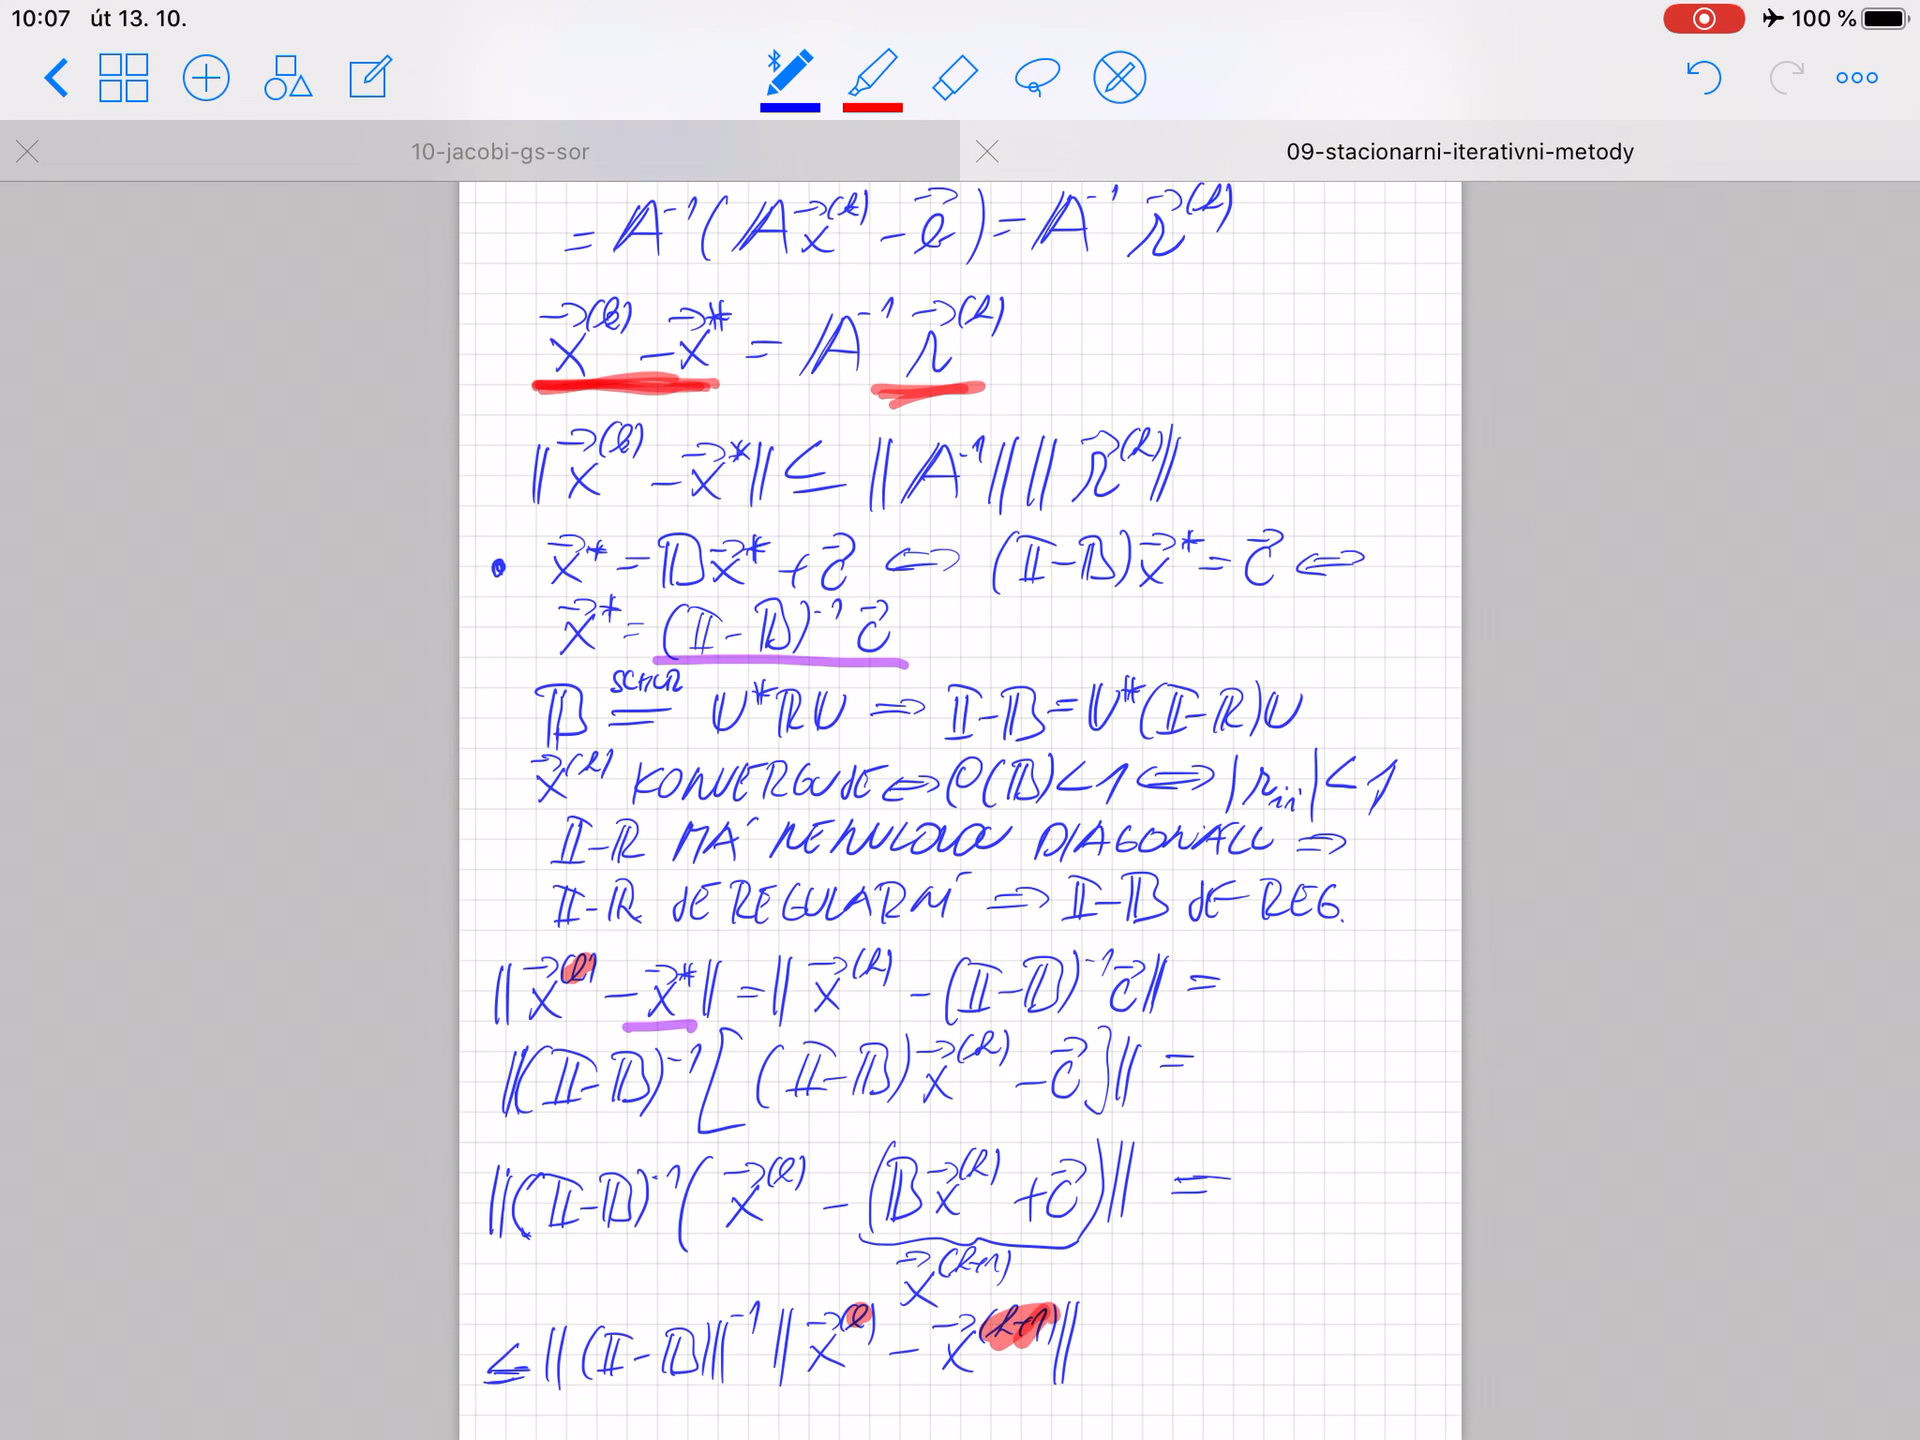 10:07 út 13. 10. 100 %
10-jacobi-gs-sor 09-stacionarni-iterativni-metody
= A⁻¹(Ax⃗⁽ᵏ⁾ − b⃗) = A⁻¹ r⃗⁽ᵏ⁾
x⃗⁽ᵏ⁾ − x⃗* = A⁻¹ r⃗⁽ᵏ⁾
‖x⃗⁽ᵏ⁾ − x⃗*‖ ≤ ‖A⁻¹‖ ‖r⃗⁽ᵏ⁾‖
• x⃗* = Bx⃗* + c⃗ ⇔ (I−B)x⃗* = c⃗ ⇔
x⃗* = (I−B)⁻¹ c⃗
SCHUR
B = U*RU ⇒ I−B = U*(I−R)U
x⃗⁽ᵏ⁾ KONVERGUJE ⇔ ρ(B)<1 ⇔ |rᵢᵢ|<1
I−R MÁ NENULOVOU DIAGONÁLU ⇒
I−R JE REGULÁRNÍ ⇒ I−B JE REG.
‖x⃗⁽ᵏ⁾ − x⃗*‖ = ‖x⃗⁽ᵏ⁾ − (I−B)⁻¹c⃗‖ =
‖(I−B)⁻¹[(I−B)x⃗⁽ᵏ⁾ − c⃗]‖ =
‖(I−B)⁻¹(x⃗⁽ᵏ⁾ − (Bx⃗⁽ᵏ⁾ + c⃗)‖ =
x⃗⁽ᵏ⁺¹⁾
≤ ‖(I−B‖⁻¹ ‖x⃗⁽ᵏ⁾ − x⃗⁽ᵏ⁺¹⁾‖